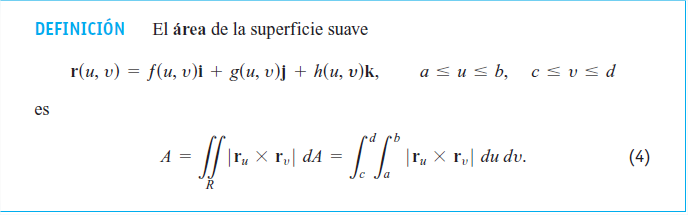 DEFINICIÓN El área de la superficie suave
r(u, v) = f(u, v)i + g(u, v)j + h(u, v)k, a ≤ u ≤ b, c ≤ v ≤ d
es
A = ∬_R |r_u × r_v| dA = ∫_c^d ∫_a^b |r_u × r_v| du dv. (4)